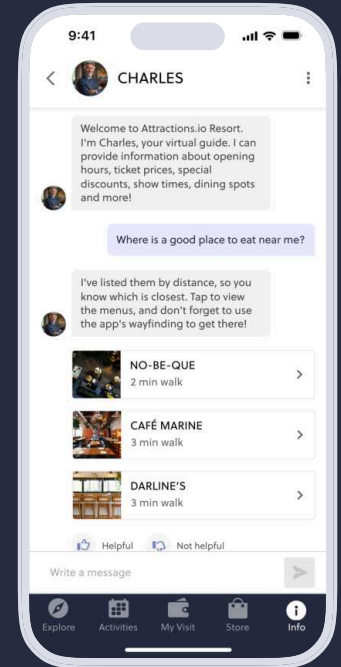 9:41
CHARLES
Welcome to Attractions.io Resort.
I'm Charles, your virtual guide. I can
provide information about opening
hours, ticket prices, special
discounts, show times, dining spots
and more!
Where is a good place to eat near me?
I've listed them by distance, so you
know which is closest. Tap to view
the menus, and don't forget to use
the app's wayfinding to get there!
NO-BE-QUE
2 min walk
CAFÉ MARINE
3 min walk
DARLINE'S
3 min walk
Helpful Not helpful
Write a message
Explore Activities My Visit Store Info